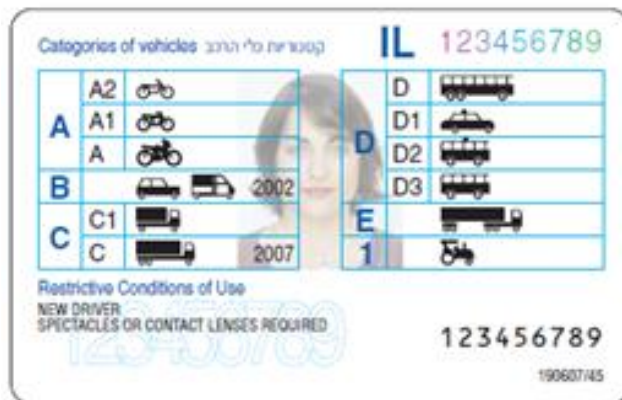 Categories of vehicles קטגוריות כלי הרכב IL 123456789
A A2
A1
A
B 2002
C C1
C 2007
D D
D1
D2
D3
E
1
Restrictive Conditions of Use
NEW DRIVER
SPECTACLES OR CONTACT LENSES REQUIRED
123456789
123456789
190607/45